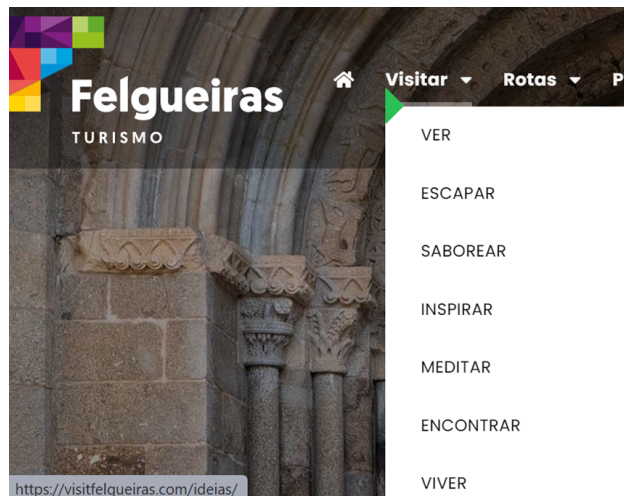 Felgueiras
TURISMO
Visitar
Rotas
P
VER
ESCAPAR
SABOREAR
INSPIRAR
MEDITAR
ENCONTRAR
VIVER
https://visitfelgueiras.com/ideias/